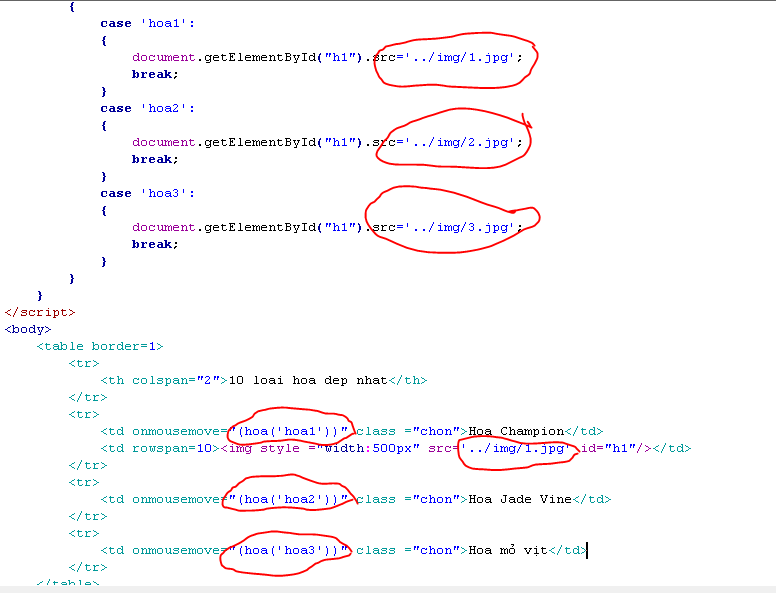 {
case 'hoa1':
{
document.getElementById("h1").src='../img/1.jpg';
break;
}
case 'hoa2':
{
document.getElementById("h1").src='../img/2.jpg';
break;
}
case 'hoa3':
{
document.getElementById("h1").src='../img/3.jpg';
break;
}
}
}
</script>
<body>
<table border=1>
<tr>
<th colspan="2">10 loai hoa dep nhat</th>
</tr>
<tr>
<td onmousemove="(hoa('hoa1'))" class ="chon">Hoa Champion</td>
<td rowspan=10><img style ="width:500px" src='../img/1.jpg' id="h1"/></td>
</tr>
<tr>
<td onmousemove="(hoa('hoa2'))" class ="chon">Hoa Jade Vine</td>
</tr>
<tr>
<td onmousemove="(hoa('hoa3'))" class ="chon">Hoa mỏ vịt</td>
</tr>
</table>